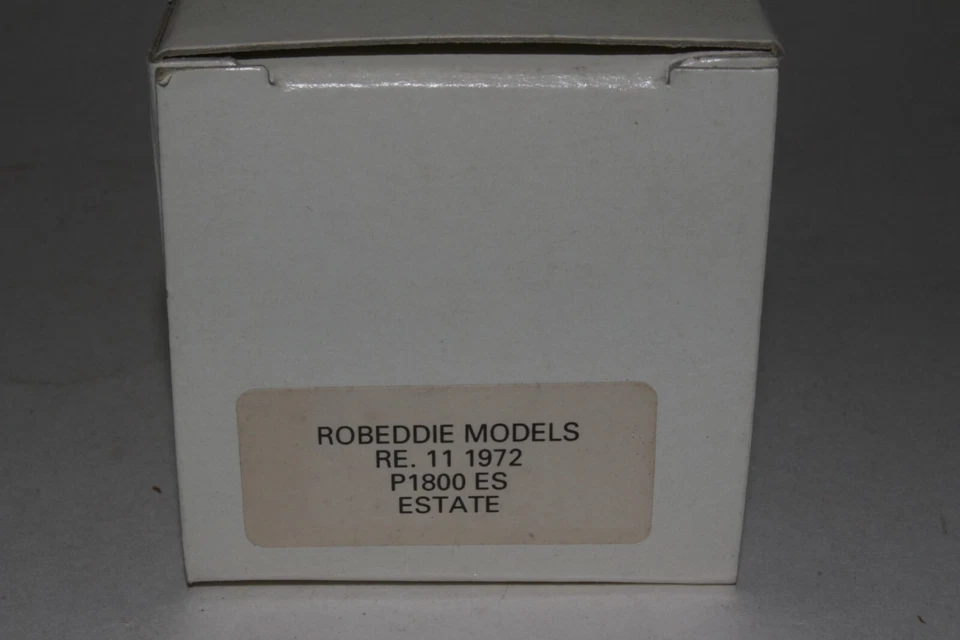 ROBEDDIE MODELS
RE. 11 1972
P1800 ES
ESTATE